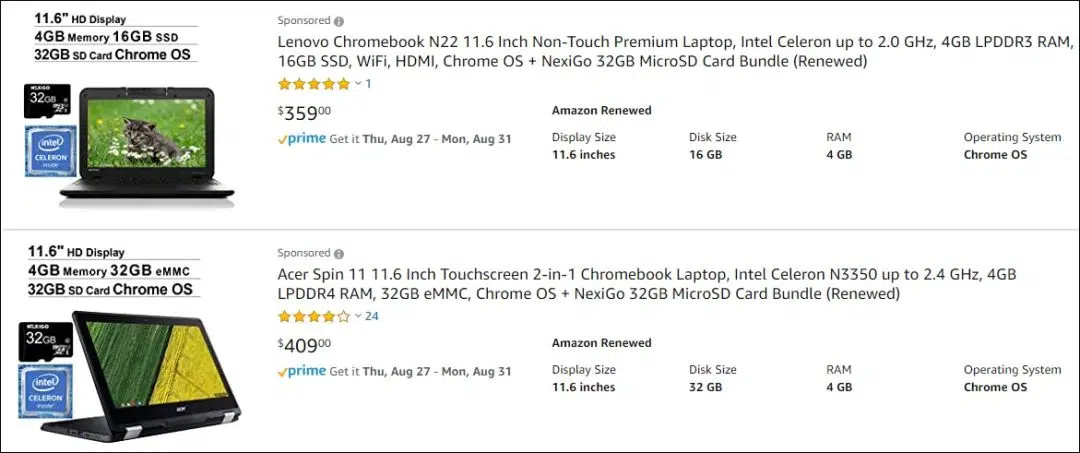 11.6" HD Display
4GB Memory 16GB SSD
32GB SD Card Chrome OS
NEXIGO
32GB
intel
CELERON
inside
Sponsored
Lenovo Chromebook N22 11.6 Inch Non-Touch Premium Laptop, Intel Celeron up to 2.0 GHz, 4GB LPDDR3 RAM,
16GB SSD, WiFi, HDMI, Chrome OS + NexiGo 32GB MicroSD Card Bundle (Renewed)
1
$35900
prime Get it Thu, Aug 27 - Mon, Aug 31
Amazon Renewed
Display Size Disk Size RAM Operating System
11.6 inches 16 GB 4 GB Chrome OS
11.6" HD Display
4GB Memory 32GB eMMC
32GB SD Card Chrome OS
NEXIGO
32GB
intel
CELERON
inside
acer
Sponsored
Acer Spin 11 11.6 Inch Touchscreen 2-in-1 Chromebook Laptop, Intel Celeron N3350 up to 2.4 GHz, 4GB
LPDDR4 RAM, 32GB eMMC, Chrome OS + NexiGo 32GB MicroSD Card Bundle (Renewed)
24
$40900
prime Get it Thu, Aug 27 - Mon, Aug 31
Amazon Renewed
Display Size Disk Size RAM Operating System
11.6 inches 32 GB 4 GB Chrome OS